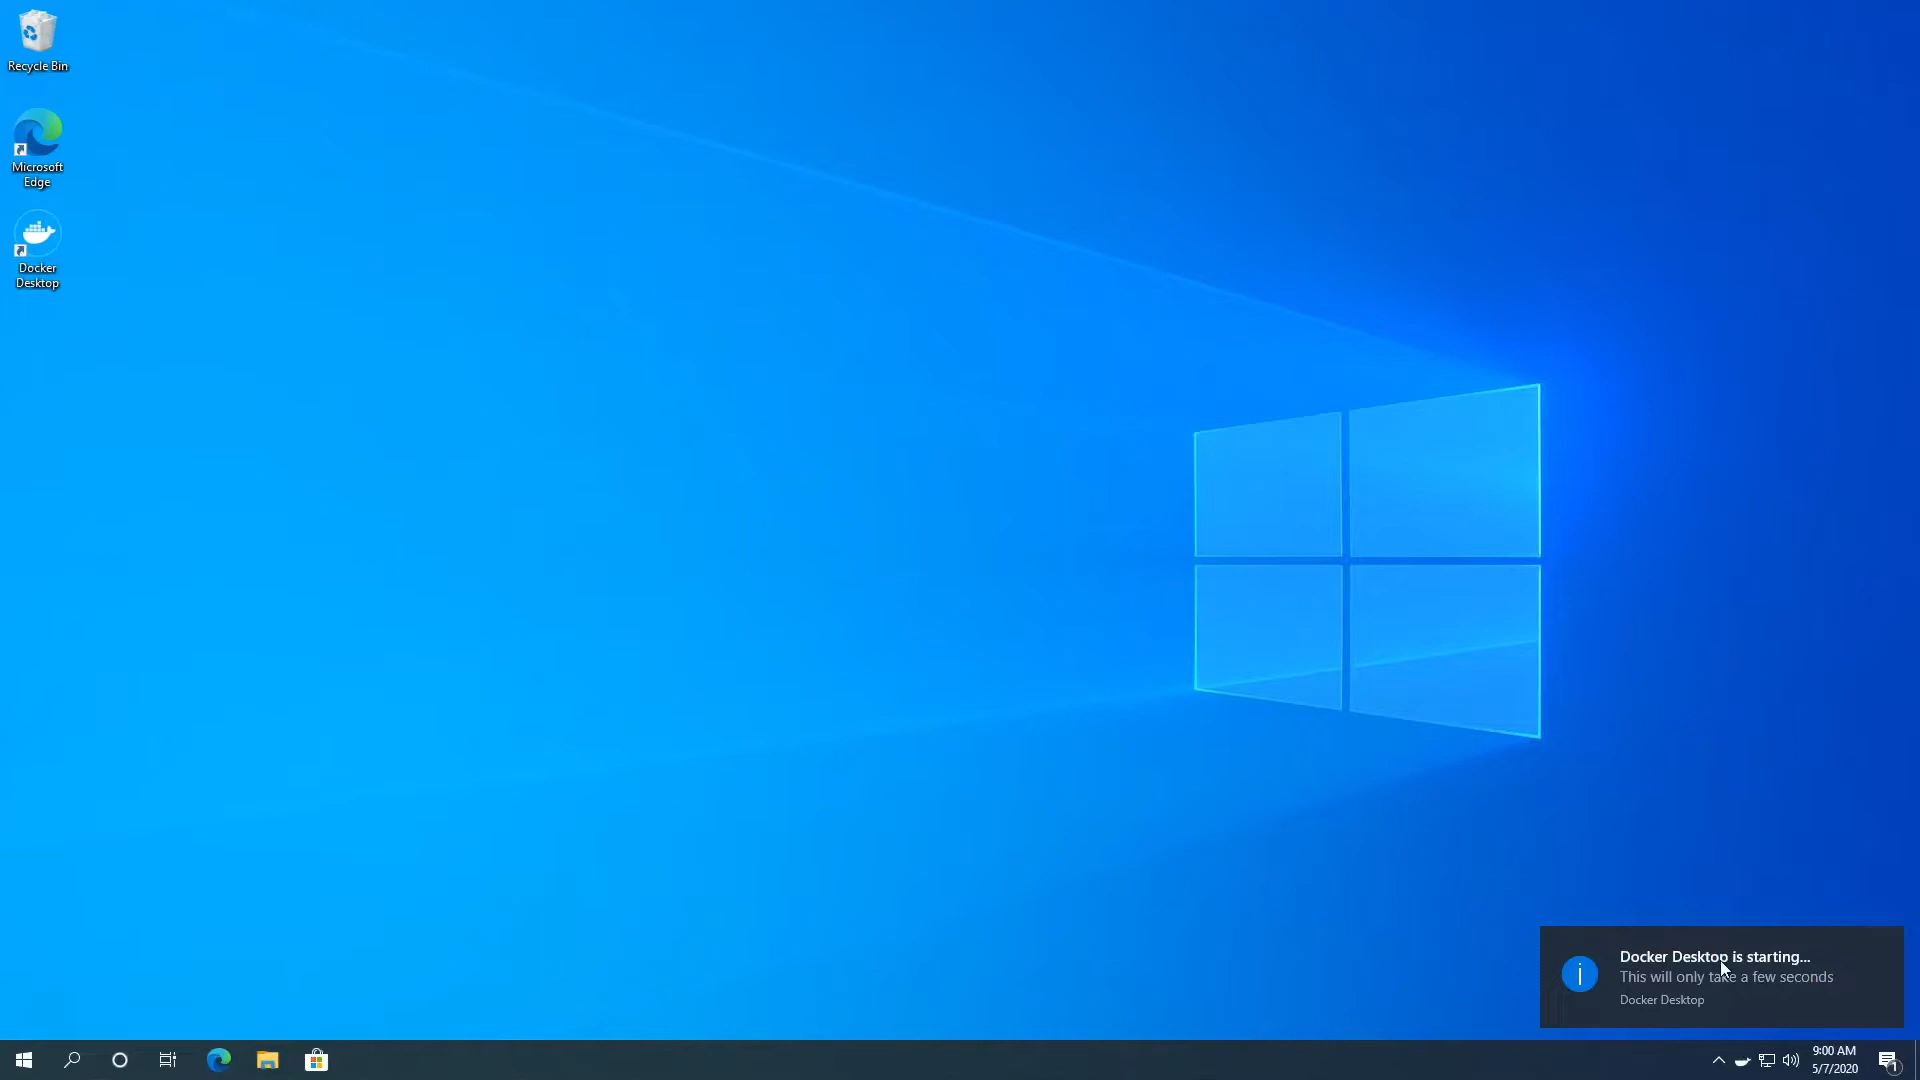 Recycle Bin
Microsoft
Edge
Docker
Desktop
Docker Desktop is starting...
This will only take a few seconds
Docker Desktop
9:00 AM
5/7/2020
1